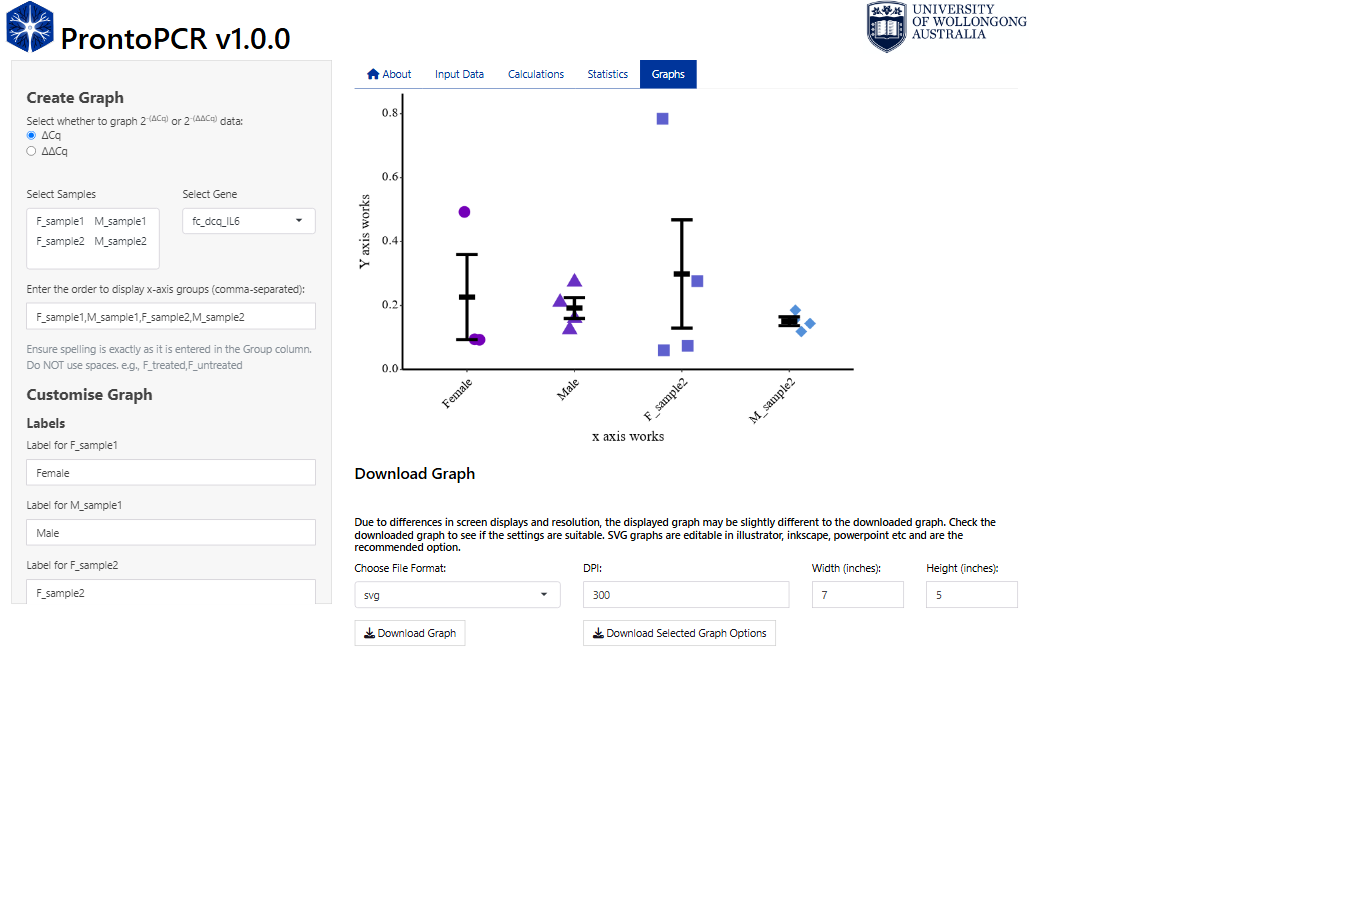 ProntoPCR v1.0.0
UNIVERSITY
OF WOLLONGONG
AUSTRALIA
Create Graph
Select whether to graph 2^-(ΔCq) or 2^-(ΔΔCq) data:
ΔCq
ΔΔCq
Select Samples
F_sample1 M_sample1
F_sample2 M_sample2
Select Gene
fc_dcq_IL6
Enter the order to display x-axis groups (comma-separated):
F_sample1,M_sample1,F_sample2,M_sample2
Ensure spelling is exactly as it is entered in the Group column.
Do NOT use spaces. e.g., F_treated,F_untreated
Customise Graph
Labels
Label for F_sample1
Female
Label for M_sample1
Male
Label for F_sample2
F_sample2
About Input Data Calculations Statistics Graphs
Y axis works
0.8
0.6
0.4
0.2
0.0
Female Male F_sample2 M_sample2
x axis works
Download Graph
Due to differences in screen displays and resolution, the displayed graph may be slightly different to the downloaded graph. Check the
downloaded graph to see if the settings are suitable. SVG graphs are editable in illustrator, inkscape, powerpoint etc and are the
recommended option.
Choose File Format: DPI: Width (inches): Height (inches):
svg 300 7 5
Download Graph Download Selected Graph Options